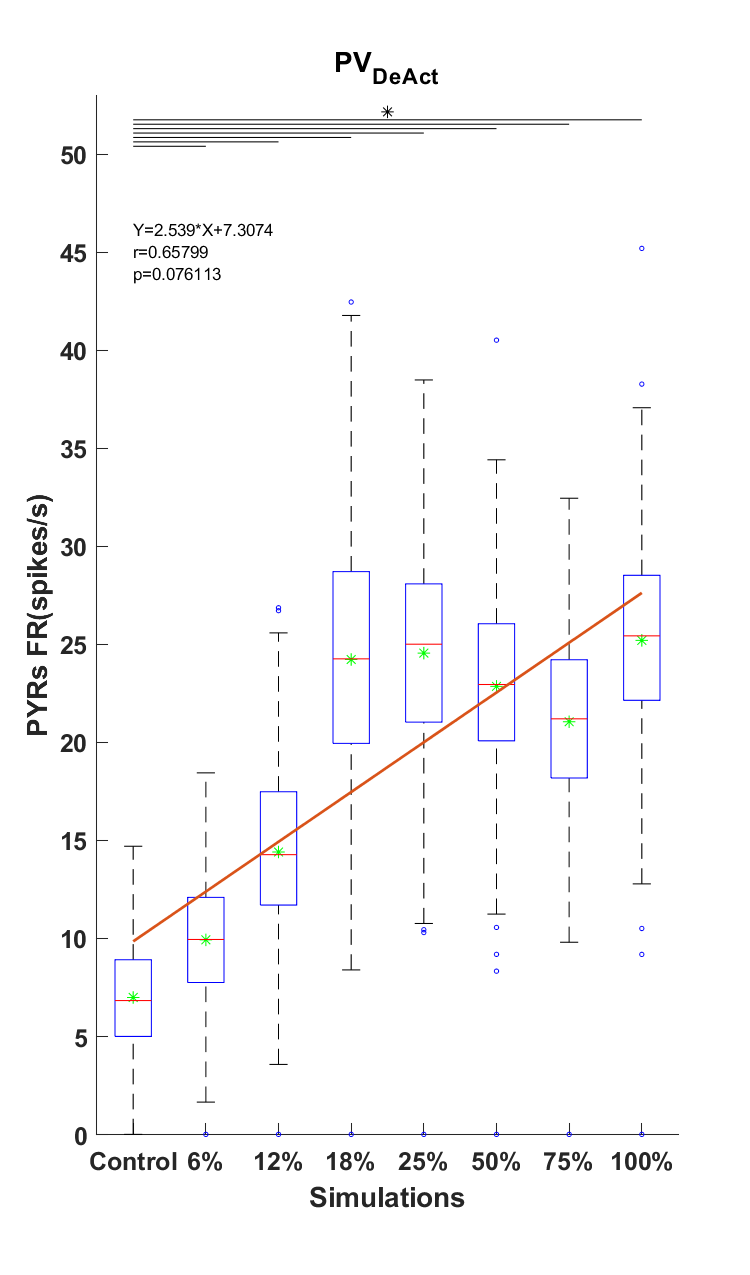 PV_DeAct
*
50
Y=2.539*X+7.3074
r=0.65799
p=0.076113
45
40
35
30
25
20
15
10
5
0
PYRs FR(spikes/s)
Control 6% 12% 18% 25% 50% 75% 100%
Simulations